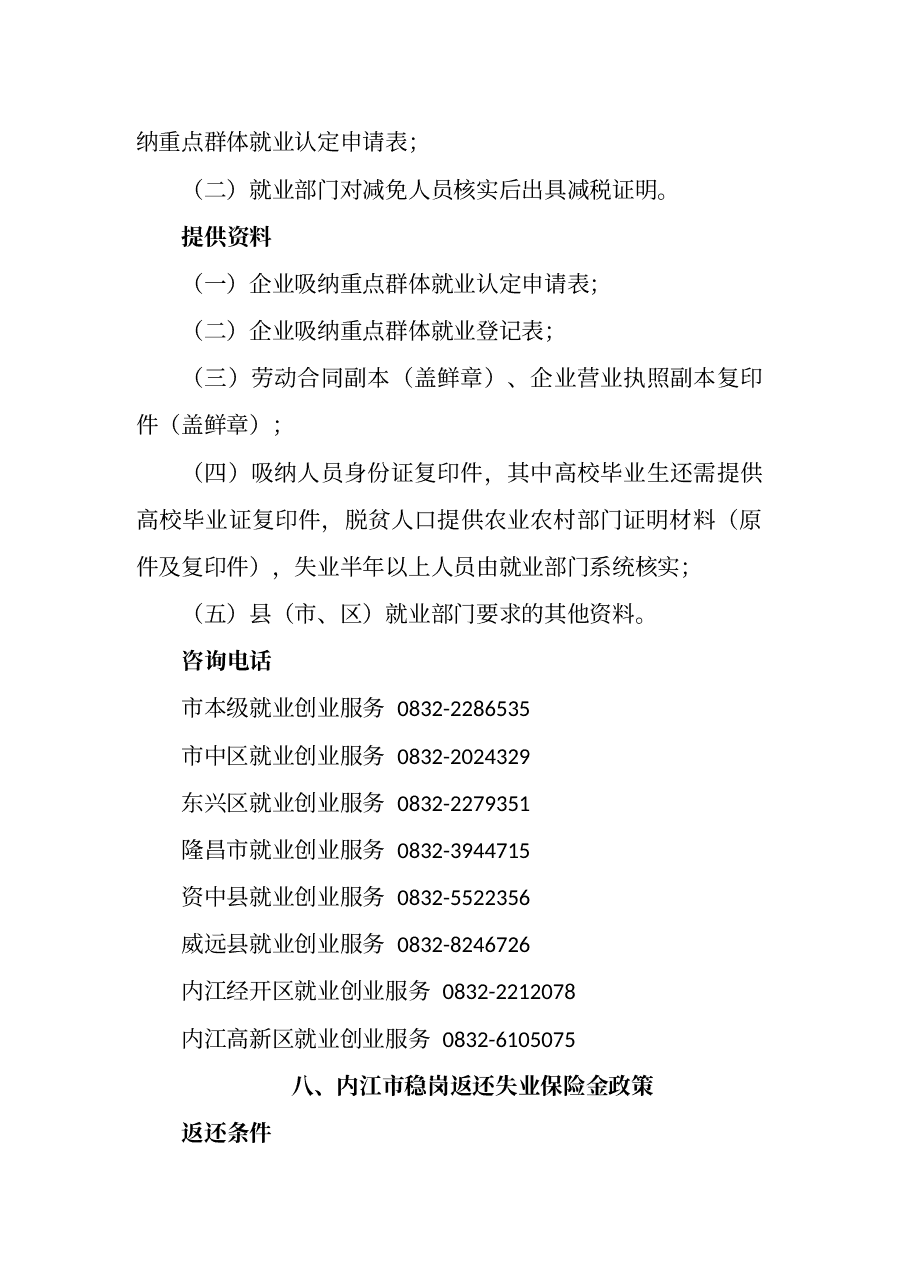 纳重点群体就业认定申请表；
（二）就业部门对减免人员核实后出具减税证明。
提供资料
（一）企业吸纳重点群体就业认定申请表；
（二）企业吸纳重点群体就业登记表；
（三）劳动合同副本（盖鲜章）、企业营业执照副本复印
件（盖鲜章）；
（四）吸纳人员身份证复印件，其中高校毕业生还需提供
高校毕业证复印件，脱贫人口提供农业农村部门证明材料（原
件及复印件），失业半年以上人员由就业部门系统核实；
（五）县（市、区）就业部门要求的其他资料。
咨询电话
市本级就业创业服务 0832-2286535
市中区就业创业服务 0832-2024329
东兴区就业创业服务 0832-2279351
隆昌市就业创业服务 0832-3944715
资中县就业创业服务 0832-5522356
威远县就业创业服务 0832-8246726
内江经开区就业创业服务 0832-2212078
内江高新区就业创业服务 0832-6105075
八、内江市稳岗返还失业保险金政策
返还条件